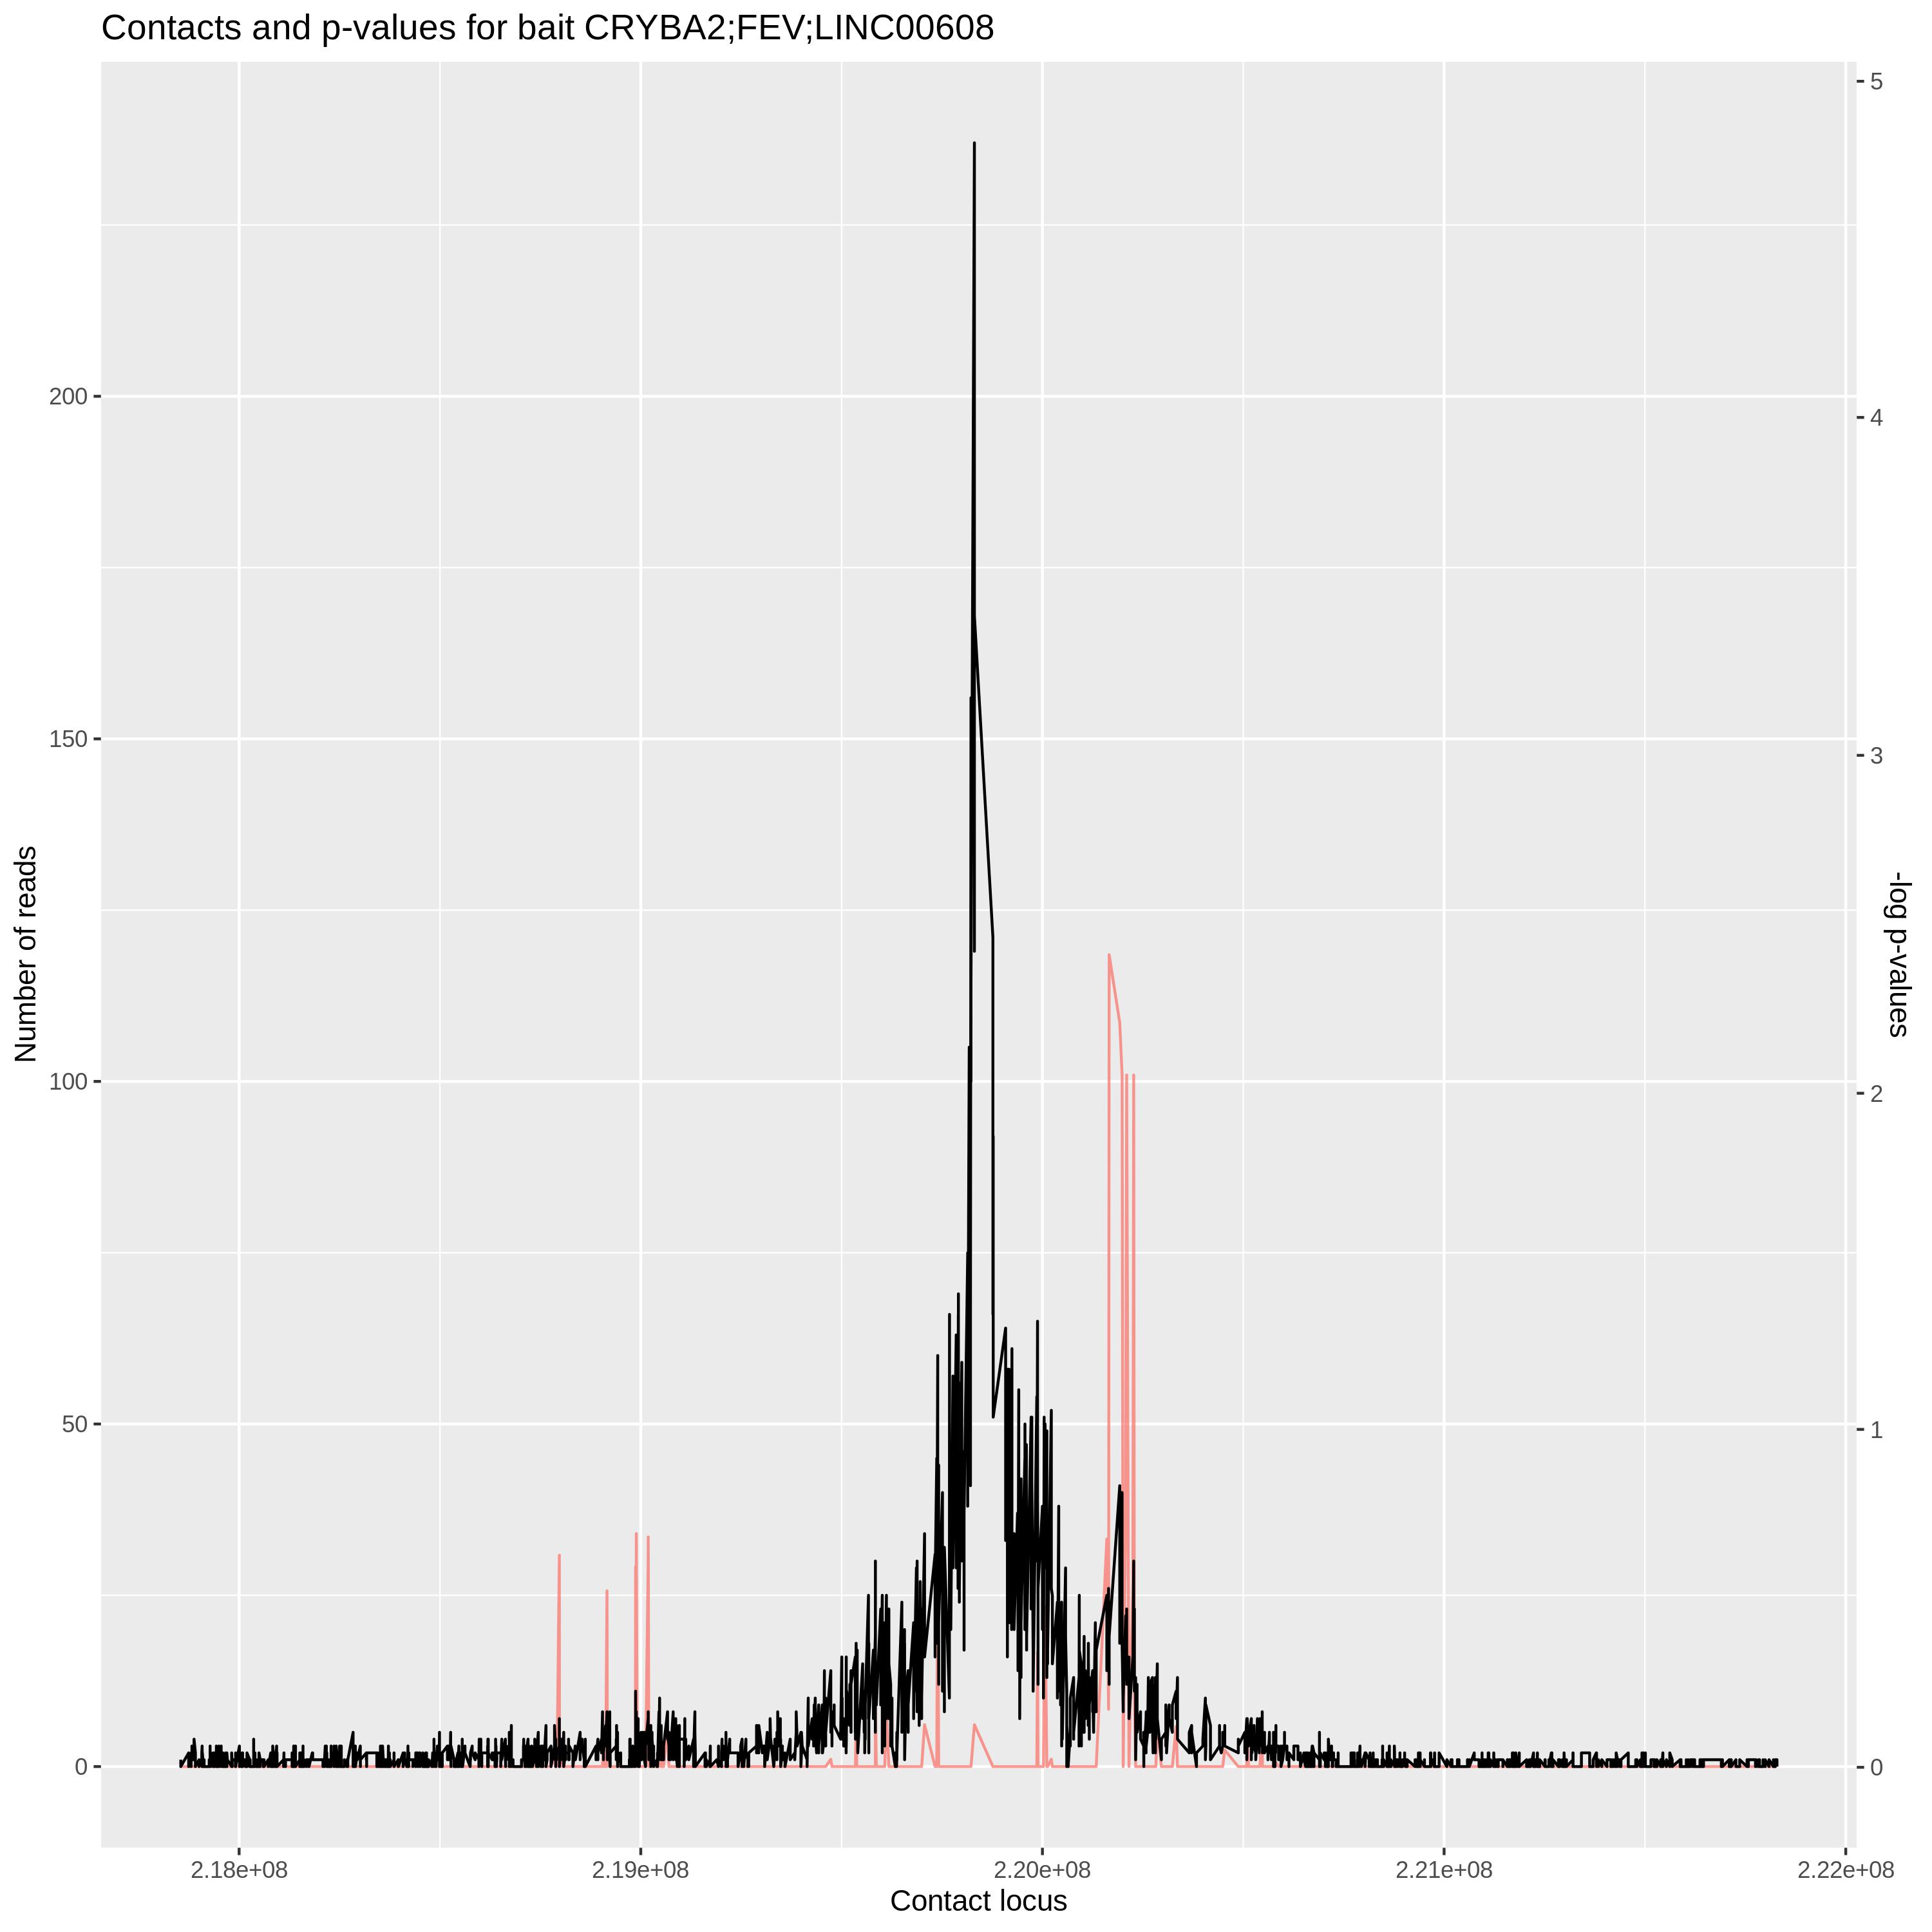 Contacts and p-values for bait CRYBA2;FEV;LINC00608
Number of reads
200
150
100
50
0
5
4
3
2
1
0
-log p-values
2.18e+08
2.19e+08
2.20e+08
2.21e+08
2.22e+08
Contact locus